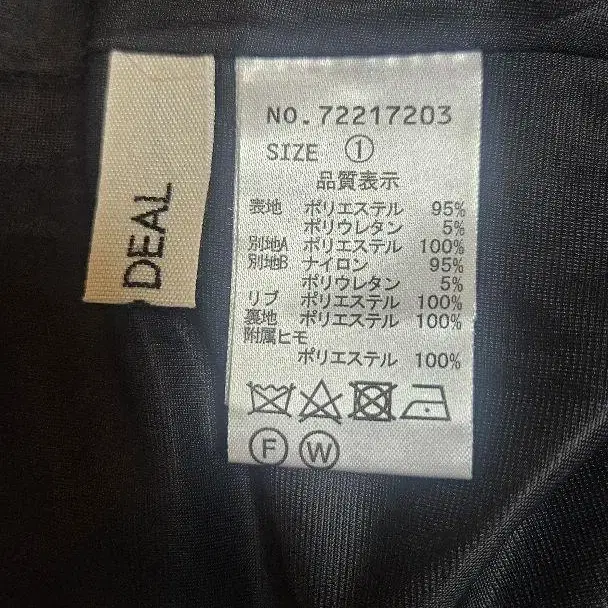 DEAL
NO.72217203
SIZE ①
品質表示
表地 ポリエステル 95%
ポリウレタン 5%
別地A ポリエステル 100%
別地B ナイロン 95%
ポリウレタン 5%
リブ ポリエステル 100%
裏地 ポリエステル 100%
附属ヒモ
ポリエステル 100%
Ⓕ Ⓦ